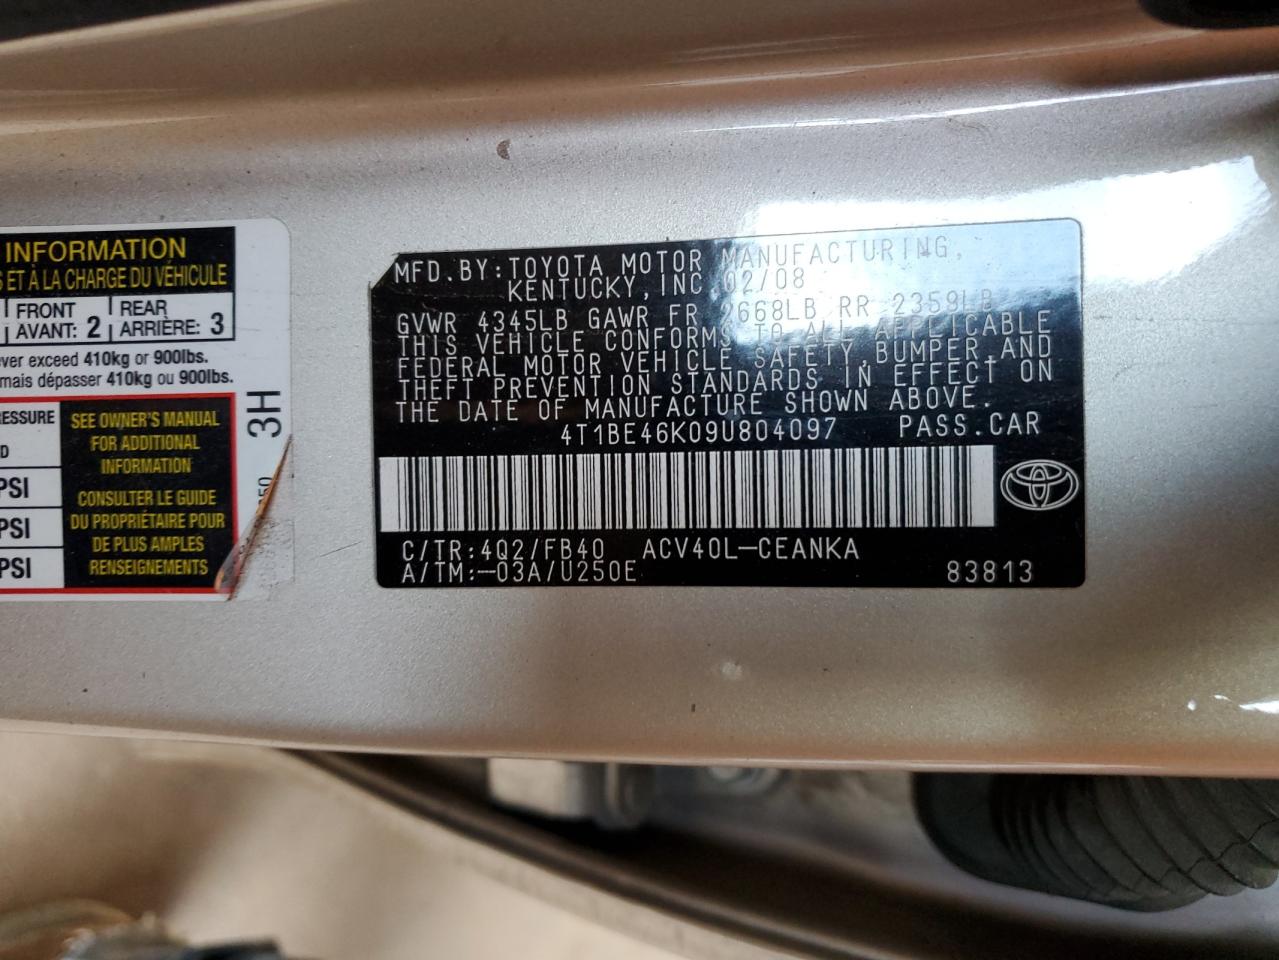 INFORMATION
S ET À LA CHARGE DU VÉHICULE
FRONT REAR
AVANT: 2 ARRIÈRE: 3
ver exceed 410kg or 900lbs.
mais dépasser 410kg ou 900lbs.
ESSURE
SEE OWNER'S MANUAL
FOR ADDITIONAL
INFORMATION
D
PSI
CONSULTER LE GUIDE
DU PROPRIÉTAIRE POUR
PSI
DE PLUS AMPLES
RENSEIGNEMENTS
PSI
3H
50
MFD.BY:TOYOTA MOTOR MANUFACTURING,
KENTUCKY,INC 02/08
GVWR 4345LB GAWR FR 2668LB RR 2359LB
THIS VEHICLE CONFORMS TO ALL APPLICABLE
FEDERAL MOTOR VEHICLE SAFETY,BUMPER,AND
THEFT PREVENTION STANDARDS IN EFFECT ON
THE DATE OF MANUFACTURE SHOWN ABOVE.
4T1BE46K09U804097 PASS.CAR
C/TR:4Q2/FB40 ACV40L-CEANKA
A/TM:-03A/U250E 83813